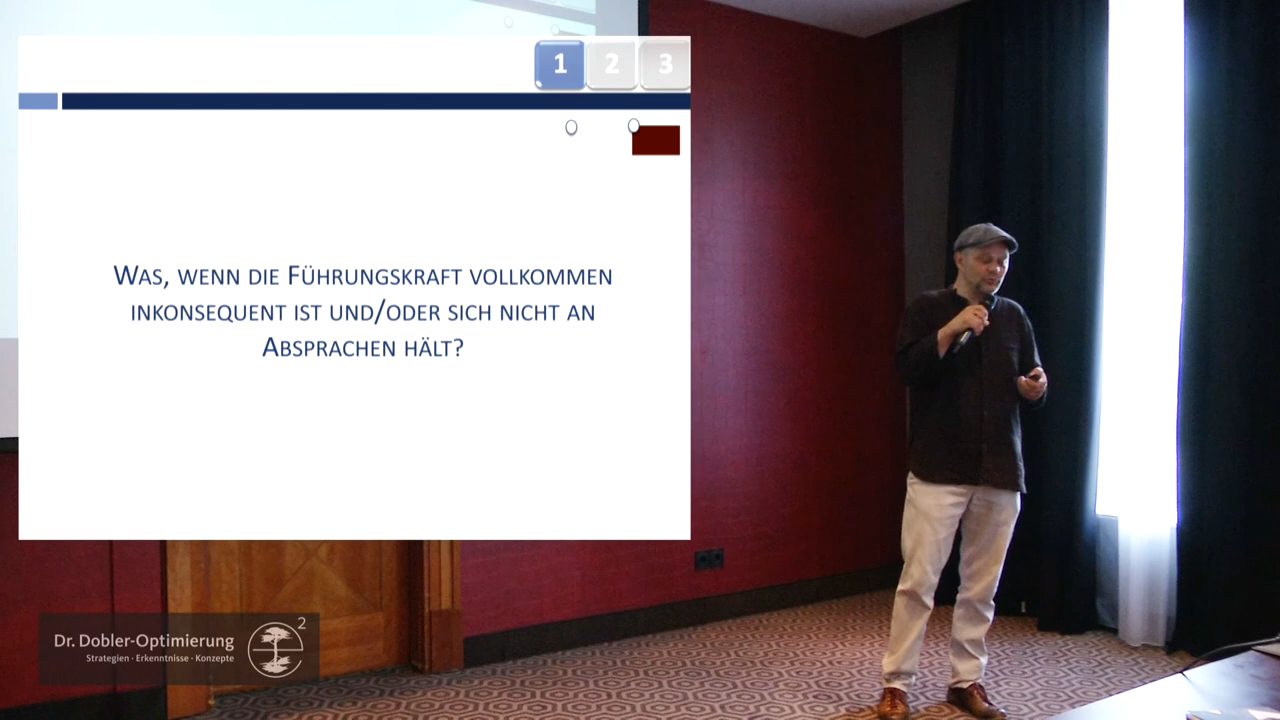 1 2 3
Was, wenn die Führungskraft vollkommen
inkonsequent ist und/oder sich nicht an
Absprachen hält?
Dr. Dobler-Optimierung 2
Strategien · Erkenntnisse · Konzepte